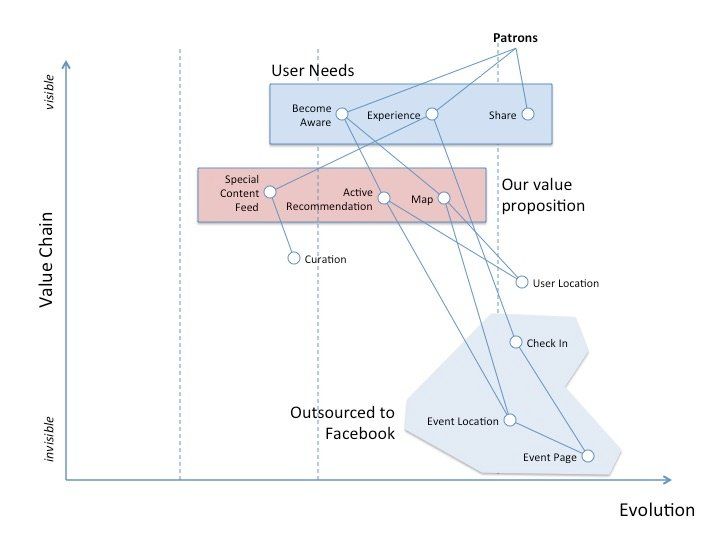 Patrons
User Needs
visible
Become
Aware
Experience
Share
Special
Content
Feed
Active
Recommendation
Map
Our value
proposition
Value Chain
Curation
User Location
Check In
Outsourced to
Facebook
Event Location
invisible
Event Page
Evolution